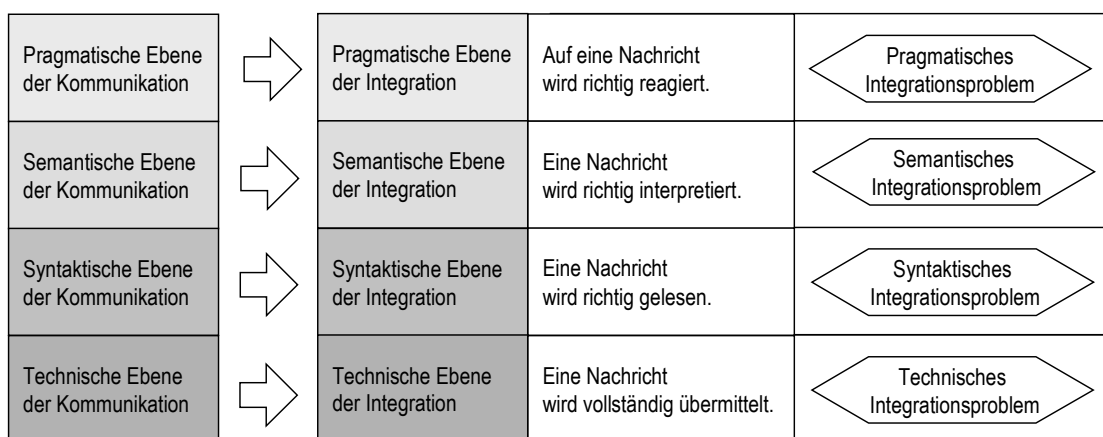 Pragmatische Ebene
der Kommunikation
Pragmatische Ebene
der Integration
Auf eine Nachricht
wird richtig reagiert.
Pragmatisches
Integrationsproblem
Semantische Ebene
der Kommunikation
Semantische Ebene
der Integration
Eine Nachricht
wird richtig interpretiert.
Semantisches
Integrationsproblem
Syntaktische Ebene
der Kommunikation
Syntaktische Ebene
der Integration
Eine Nachricht
wird richtig gelesen.
Syntaktisches
Integrationsproblem
Technische Ebene
der Kommunikation
Technische Ebene
der Integration
Eine Nachricht
wird vollständig übermittelt.
Technisches
Integrationsproblem